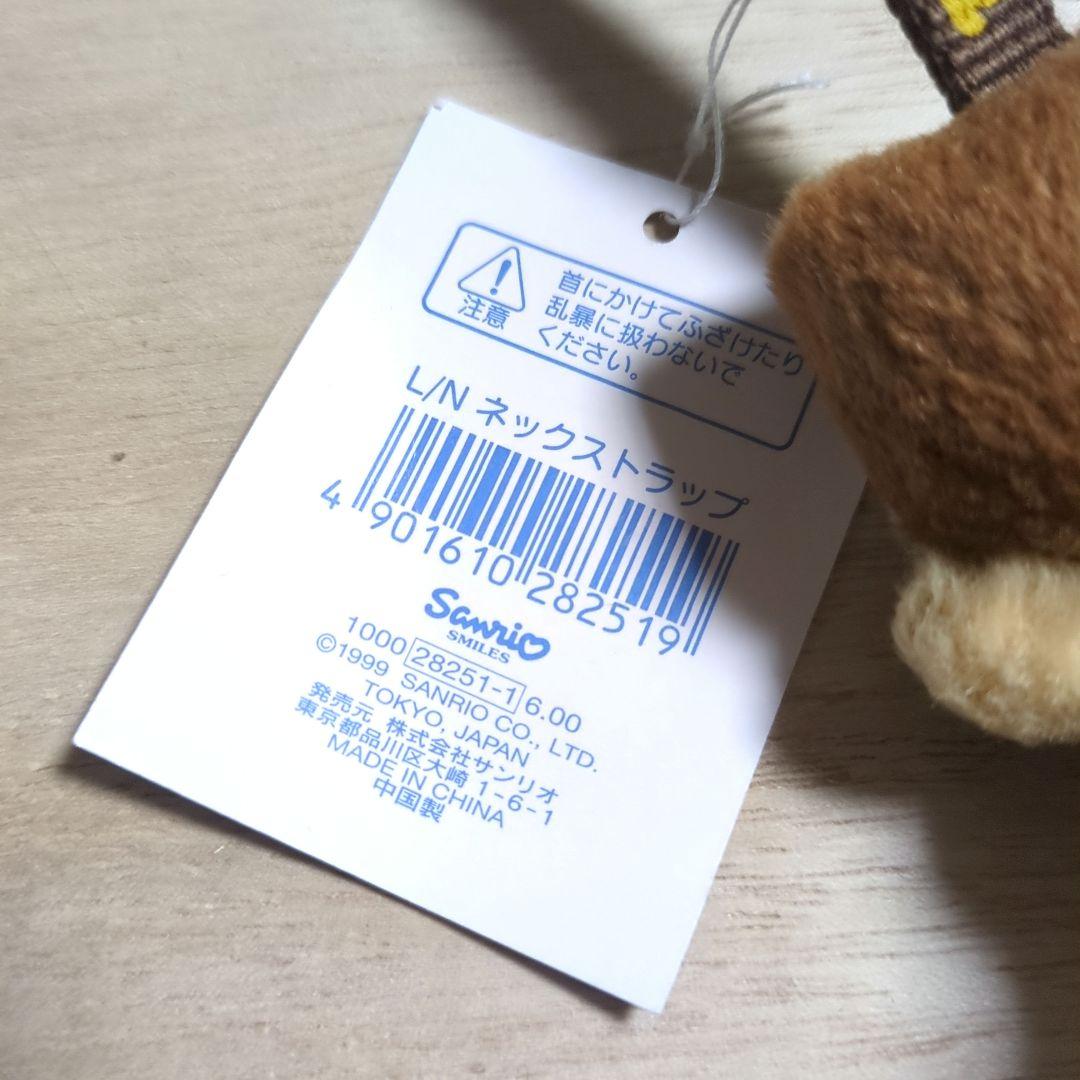 注意
首にかけてふざけたり
乱暴に扱わないで
ください。
L/N ネックストラップ
4 901610 282519
Sanrio
SMILES
1000 28251-1 6.00
©1999 SANRIO CO., LTD.
TOKYO, JAPAN
発売元 株式会社サンリオ
東京都品川区大崎 1-6-1
MADE IN CHINA
中国製